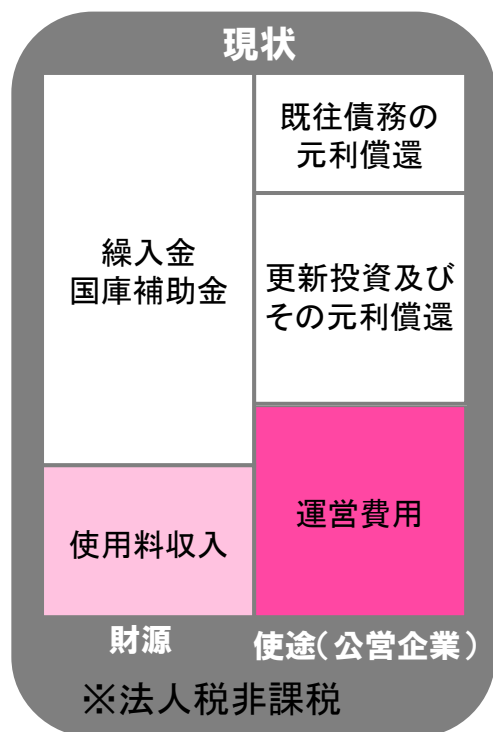 現状
繰入金
国庫補助金
使用料収入
既往債務の
元利償還
更新投資及び
その元利償還
運営費用
財源
使途(公営企業)
※法人税非課税